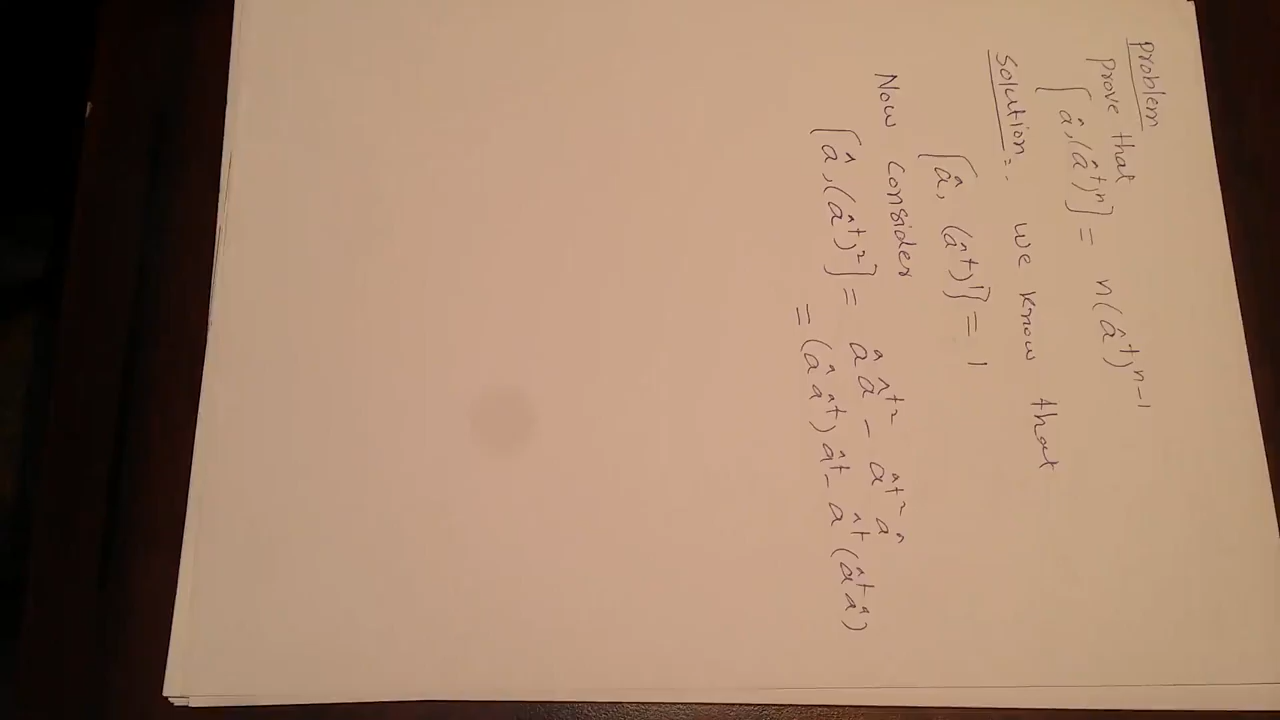 Problem
Prove that
[â, (â†)ⁿ] = n(â†)ⁿ⁻¹
Solution:- We know that
[â, (â†)¹] = 1
Now consider
[â, (â†)²] = â â†² - â†² â
= (â â†) â† - â† (â† â)